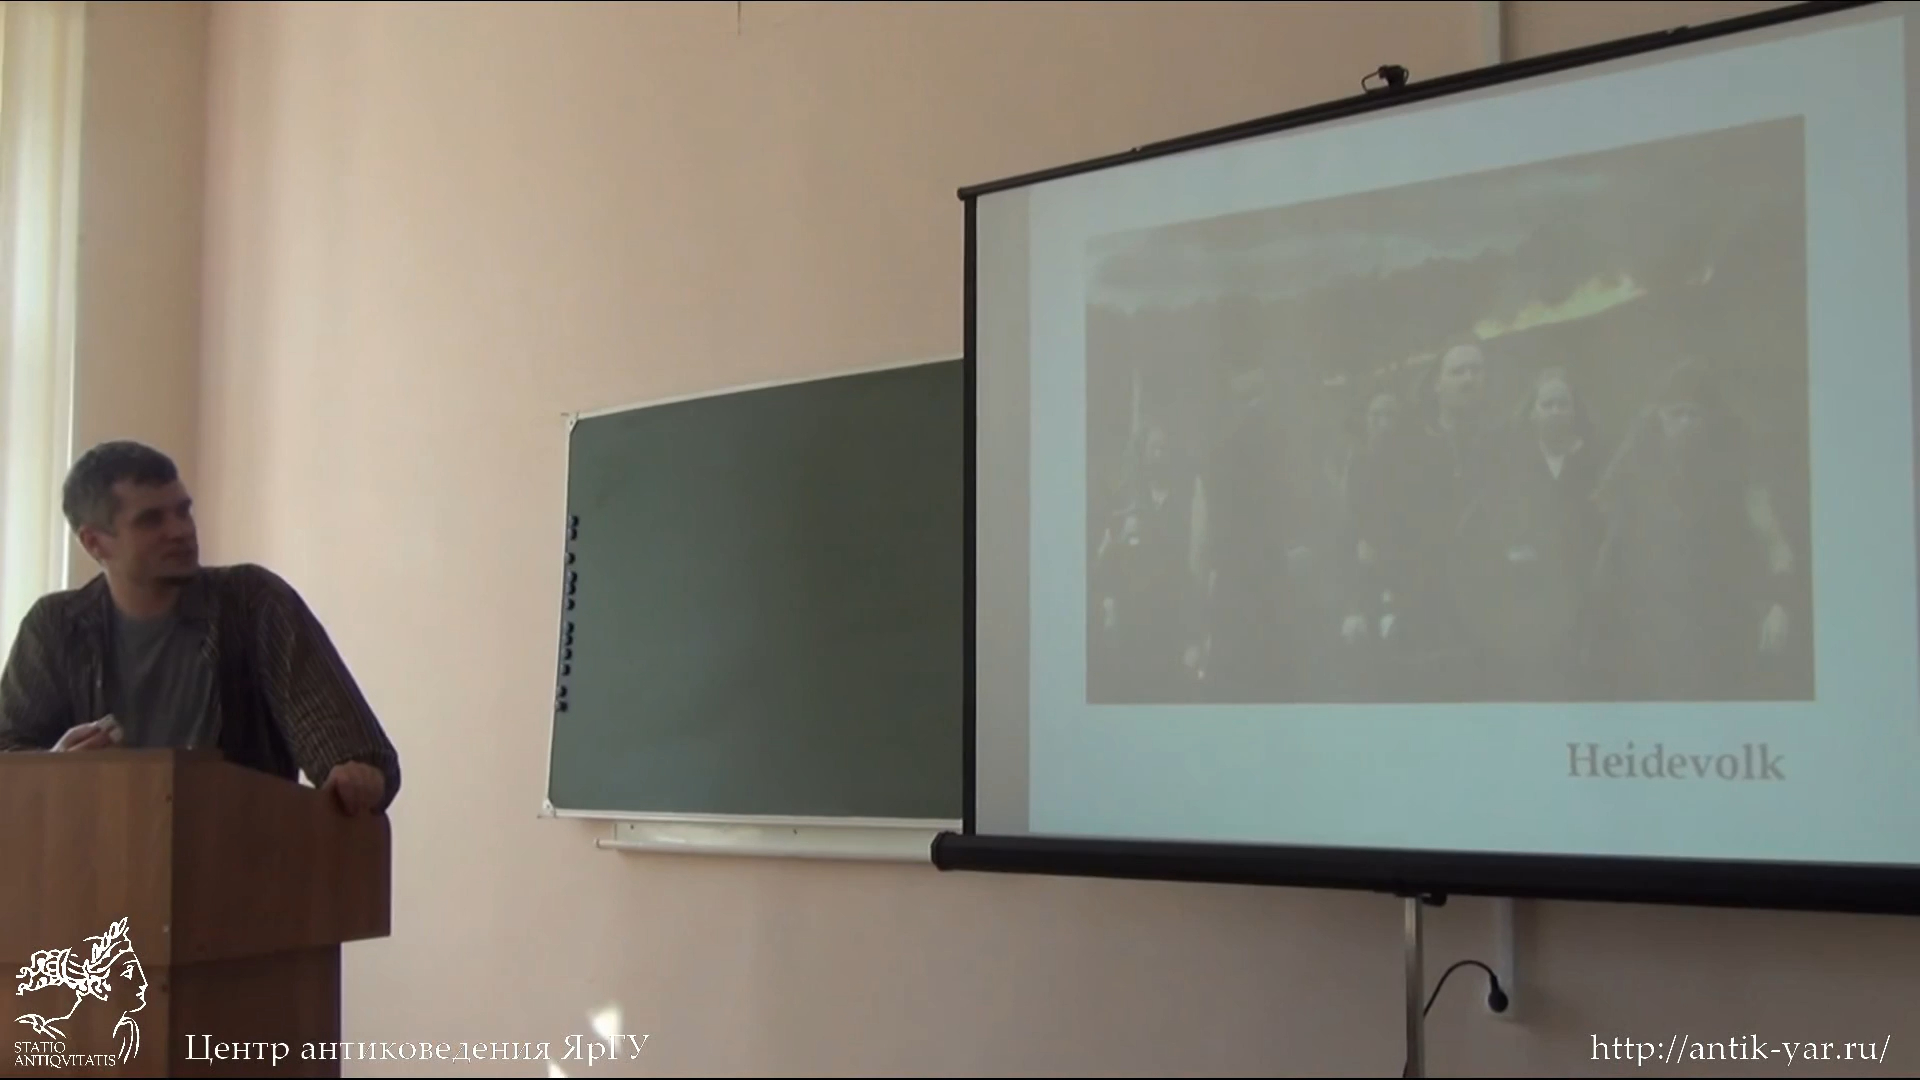 Heidevolk
STATIO
ANTIQVITATIS
Центр антиковедения ЯрГУ
http://antik-yar.ru/